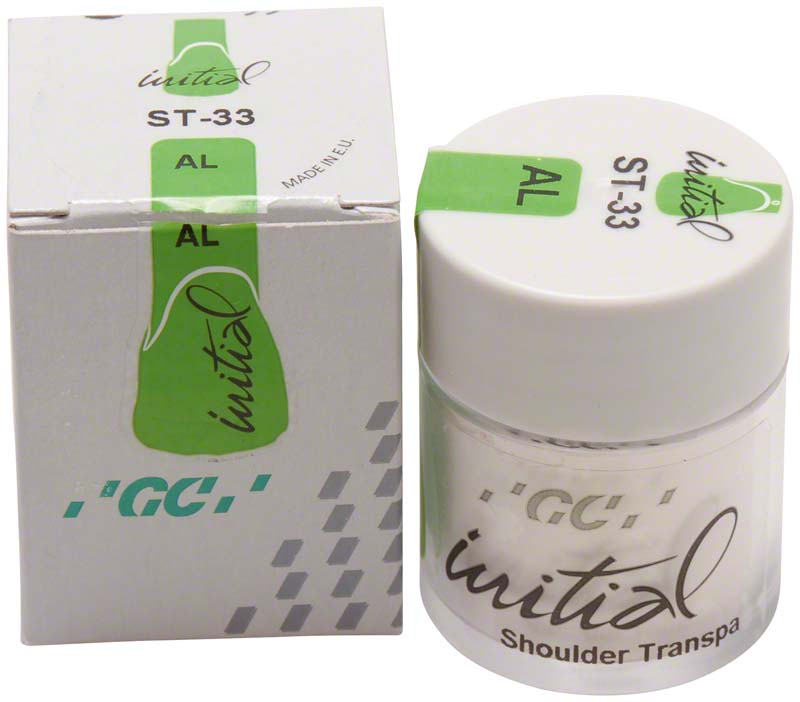 initial
ST-33
AL
MADE IN E.U.
AL
initial
GC
AL
ST-33
initial
GC
initial
Shoulder Transpa